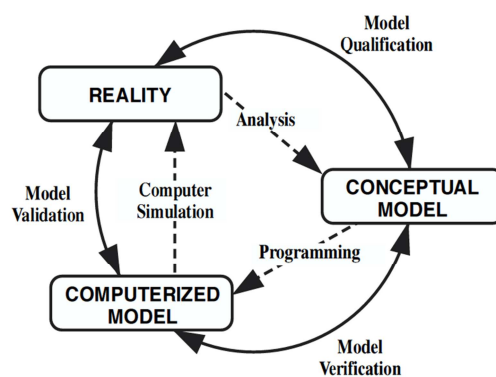 Model
Qualification
REALITY
Analysis
Model
Validation
Computer
Simulation
CONCEPTUAL
MODEL
Programming
COMPUTERIZED
MODEL
Model
Verification